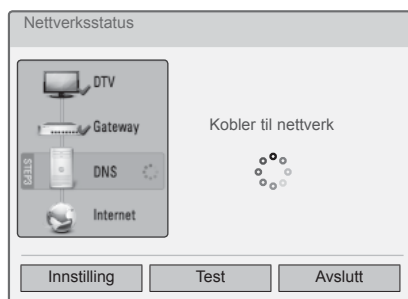 Nettverksstatus
DTV
Gateway
STEP3
DNS
Internet
Kobler til nettverk
Innstilling
Test
Avslutt